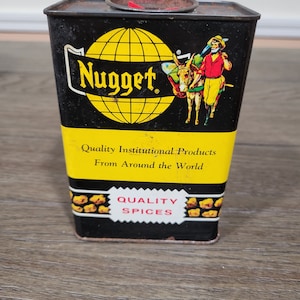 Nugget.
Quality Institutional Products
From Around the World
QUALITY
SPICES